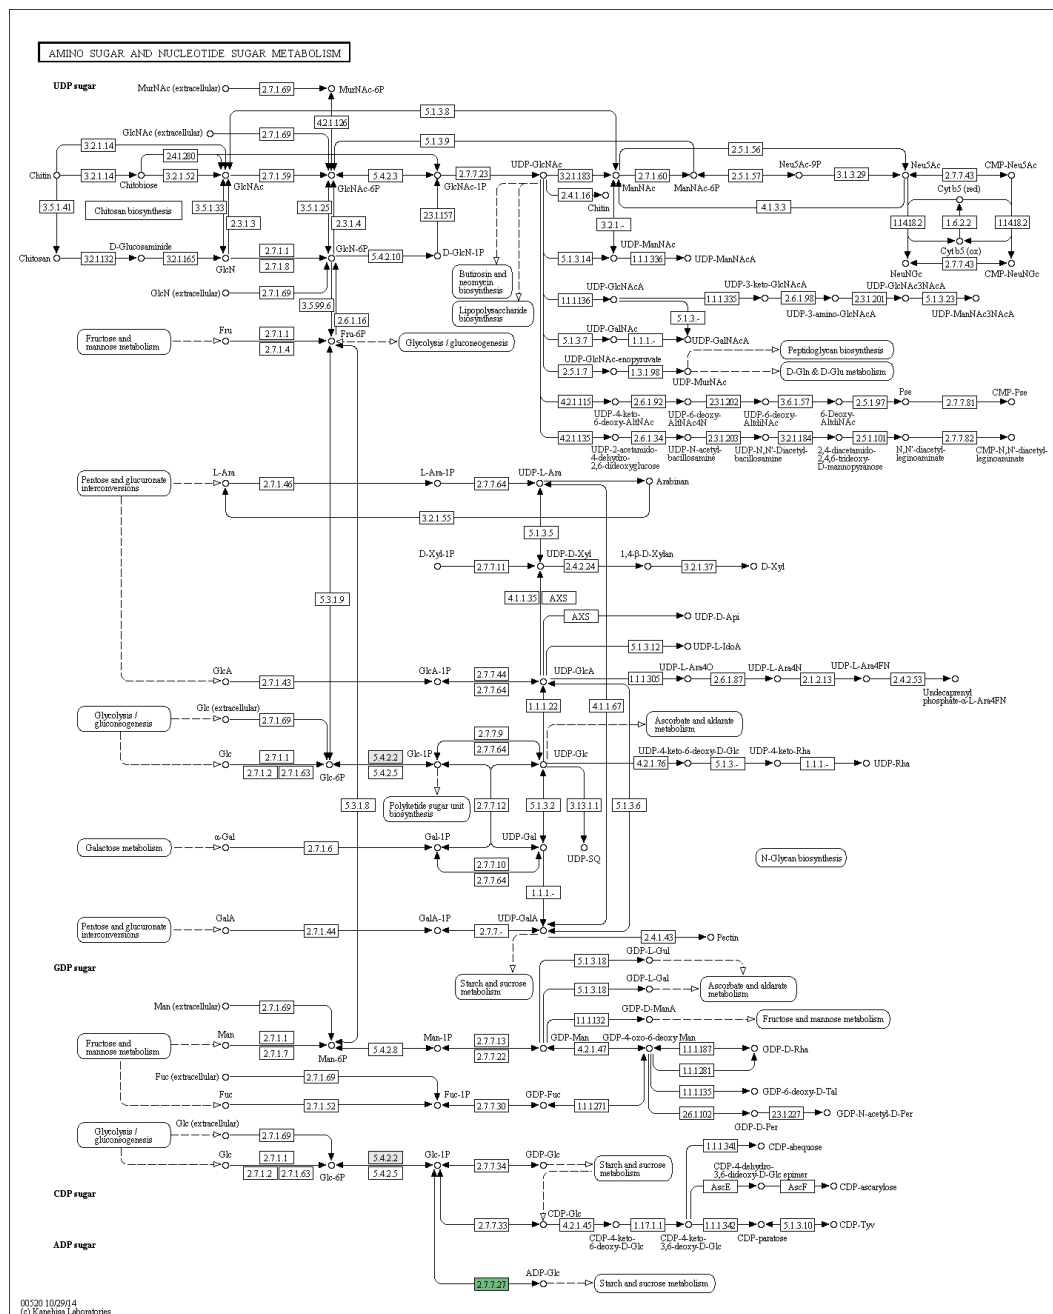 AMINO SUGAR AND NUCLEOTIDE SUGAR METABOLISM
UDP sugar
MurNAc (extracellular)
2.7.1.69
MurNAc-6P
5.1.3.8
4.2.1.126
GlcNAc (extracellular)
2.7.1.69
5.1.3.9
3.2.1.14
2.4.1.280
2.5.1.56
UDP-GlcNAc
Neu5Ac-9P
Neu5Ac
CMP-Neu5Ac
Chitin
3.2.1.14
Chitobiose
3.2.1.52
GlcNAc
2.7.1.59
GlcNAc-6P
5.4.2.3
GlcNAc-1P
2.7.7.23
3.2.1.183
ManNAc
2.7.1.60
ManNAc-6P
2.5.1.57
3.1.3.29
2.7.7.43
2.4.1.16
Chitin
Cyt b5 (red)
3.5.1.41
Chitosan biosynthesis
3.5.1.33
2.3.1.3
3.5.1.25
2.3.1.4
2.3.1.157
4.1.3.3
3.2.1.-
1.14.18.2
1.6.2.2
1.14.18.2
D-Glucosaminide
GlcN-6P
UDP-ManNAc
Cyt b5 (ox)
Chitosan
3.2.1.132
3.2.1.165
GlcN
2.7.1.1
2.7.1.8
5.4.2.10
D-GlcN-1P
5.1.3.14
1.1.1.336
UDP-ManNAcA
NeuNGc
2.7.7.43
CMP-NeuNGc
Butirosin and
neomycin
biosynthesis
GlcN (extracellular)
2.7.1.69
3.5.99.6
UDP-GlcNAcA
UDP-3-keto-GlcNAcA
UDP-GlcNAc3NAcA
1.1.1.136
1.1.1.335
2.6.1.98
2.3.1.201
5.1.3.23
UDP-3-amino-GlcNAcA
UDP-ManNAc3NAcA
Lipopolysaccharide
biosynthesis
2.6.1.16
5.1.3.-
Fructose and
mannose metabolism
Fru
2.7.1.1
2.7.1.4
Fru-6P
Glycolysis / gluconeogenesis
UDP-GalNAc
5.1.3.7
1.1.1.-
UDP-GalNAcA
Peptidoglycan biosynthesis
UDP-GlcNAc-enopyruvate
2.5.1.7
1.3.1.98
UDP-MurNAc
D-Gln & D-Glu metabolism
4.2.1.115
UDP-4-keto-
6-deoxy-AltNAc
2.6.1.92
UDP-6-deoxy-
AltNAc4N
2.3.1.202
UDP-6-deoxy-
AltdiNAc
3.6.1.57
6-Deoxy-
AltdiNAc
2.5.1.97
Pse
2.7.7.81
CMP-Pse
4.2.1.135
UDP-2-acetamido-
4-dehydro-
2,6-dideoxyglucose
2.6.1.34
UDP-N-acetyl-
bacillosamine
2.3.1.203
UDP-N,N'-Diacetyl-
bacillosamine
3.2.1.184
2,4-diacetamido-
2,4,6-trideoxy-
D-mannopyranose
2.5.1.101
N,N'-diacetyl-
legionaminate
2.7.7.82
CMP-N,N'-diacetyl-
legionaminate
Pentose and glucuronate
interconversions
L-Ara
2.7.1.46
L-Ara-1P
2.7.7.64
UDP-L-Ara
Arabinan
3.2.1.55
5.1.3.5
D-Xyl-1P
2.7.7.11
UDP-D-Xyl
2.4.2.24
1,4-β-D-Xylan
3.2.1.37
D-Xyl
5.3.1.9
4.1.1.35
AXS
AXS
UDP-D-Api
5.1.3.12
UDP-L-IdoA
GlcA
2.7.1.43
GlcA-1P
2.7.7.44
2.7.7.64
UDP-GlcA
1.1.1.305
UDP-L-Ara4O
2.6.1.87
UDP-L-Ara4N
2.1.2.13
UDP-L-Ara4FN
2.4.2.53
Undecaprenyl
phosphate-α-L-Ara4FN
1.1.1.22
4.1.1.67
Glycolysis /
gluconeogenesis
Glc (extracellular)
2.7.1.69
2.7.7.9
2.7.7.64
Ascorbate and aldarate
metabolism
Glc
2.7.1.1
2.7.1.2
2.7.1.63
Glc-6P
5.4.2.2
5.4.2.5
Glc-1P
UDP-Glc
4.2.1.76
UDP-4-keto-6-deoxy-D-Glc
5.1.3.-
UDP-4-keto-Rha
1.1.1.-
UDP-Rha
5.3.1.8
Polyketide sugar unit
biosynthesis
2.7.7.12
5.1.3.2
3.13.1.1
5.1.3.6
Galactose metabolism
α-Gal
2.7.1.6
Gal-1P
UDP-Gal
UDP-SQ
N-Glycan biosynthesis
2.7.7.10
2.7.7.64
1.1.1.-
Pentose and glucuronate
interconversions
GalA
2.7.1.44
GalA-1P
2.7.7.-
UDP-GalA
2.4.1.43
Pectin
GDP sugar
Starch and sucrose
metabolism
5.1.3.18
GDP-L-Gul
5.1.3.18
GDP-L-Gal
Ascorbate and aldarate
metabolism
Man (extracellular)
2.7.1.69
1.1.1.132
GDP-D-ManA
Fructose and mannose metabolism
Fructose and
mannose metabolism
Man
2.7.1.1
2.7.1.7
Man-6P
5.4.2.8
Man-1P
2.7.7.13
2.7.7.22
GDP-Man
4.2.1.47
GDP-4-oxo-6-deoxy Man
1.1.1.187
GDP-D-Rha
1.1.1.281
Fuc (extracellular)
2.7.1.69
1.1.1.135
GDP-6-deoxy-D-Tal
Fuc
2.7.1.52
Fuc-1P
2.7.7.30
GDP-Fuc
1.1.1.271
2.6.1.102
GDP-D-Per
2.3.1.227
GDP-N-acetyl-D-Per
Glycolysis /
gluconeogenesis
Glc (extracellular)
2.7.1.69
Glc
2.7.1.1
2.7.1.2
2.7.1.63
Glc-6P
5.4.2.2
5.4.2.5
Glc-1P
2.7.7.34
GDP-Glc
Starch and sucrose
metabolism
1.1.1.341
CDP-abequose
CDP-4-dehydro-
3,6-dideoxy-D-Glc epimer
AscE
AscF
CDP-ascarylose
CDP sugar
2.7.7.33
CDP-Glc
4.2.1.45
CDP-4-keto-
6-deoxy-D-Glc
1.17.1.1
CDP-4-keto-
3,6-deoxy-D-Glc
1.1.1.342
CDP-paratose
5.1.3.10
CDP-Tyv
ADP sugar
2.7.7.27
ADP-Glc
Starch and sucrose metabolism
00520 10/29/14
(c) Kanehisa Laboratories